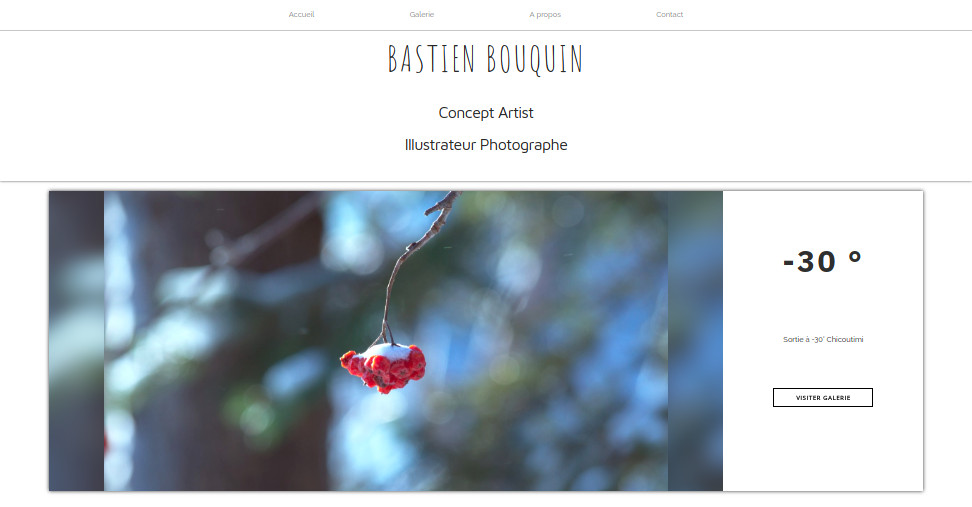 Accueil Galerie A propos Contact
BASTIEN BOUQUIN
Concept Artist
Illustrateur Photographe
-30 °
Sortie à -30° Chicoutimi
VISITER GALERIE